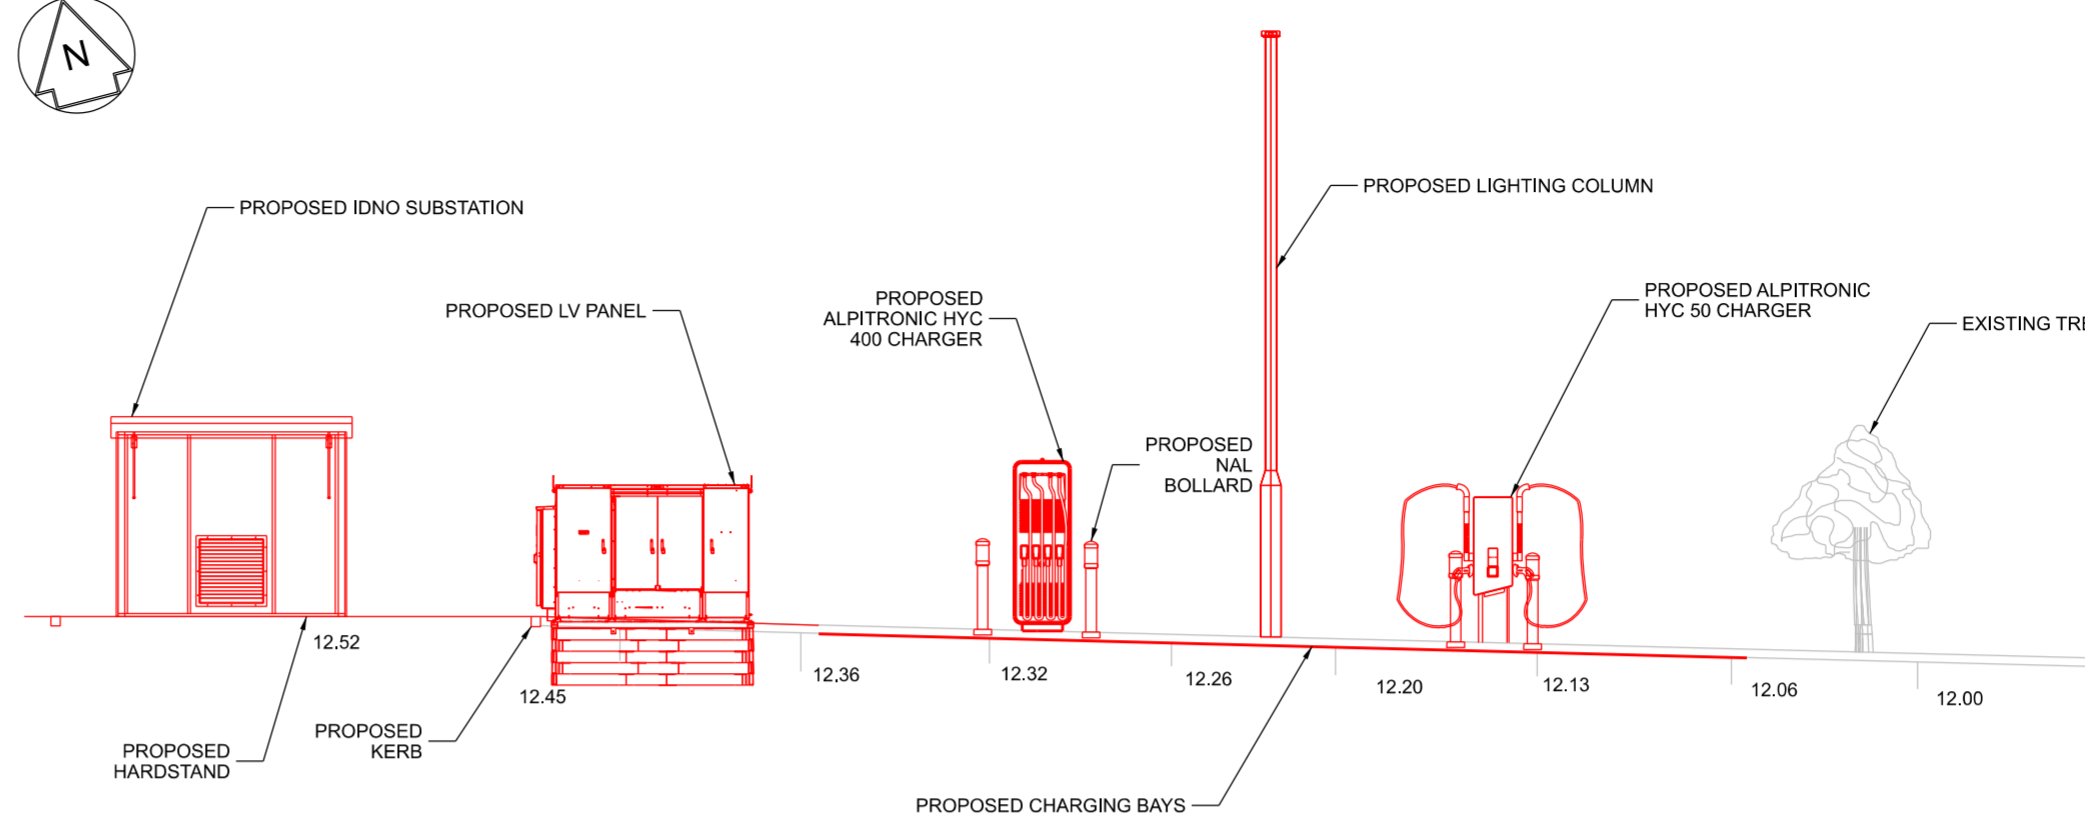 N
PROPOSED IDNO SUBSTATION
PROPOSED LV PANEL
PROPOSED
ALPITRONIC HYC
400 CHARGER
PROPOSED
NAL
BOLLARD
PROPOSED LIGHTING COLUMN
PROPOSED ALPITRONIC
HYC 50 CHARGER
EXISTING TRE
12.52
12.45
12.36
12.32
12.26
12.20
12.13
12.06
12.00
PROPOSED
HARDSTAND
PROPOSED
KERB
PROPOSED CHARGING BAYS